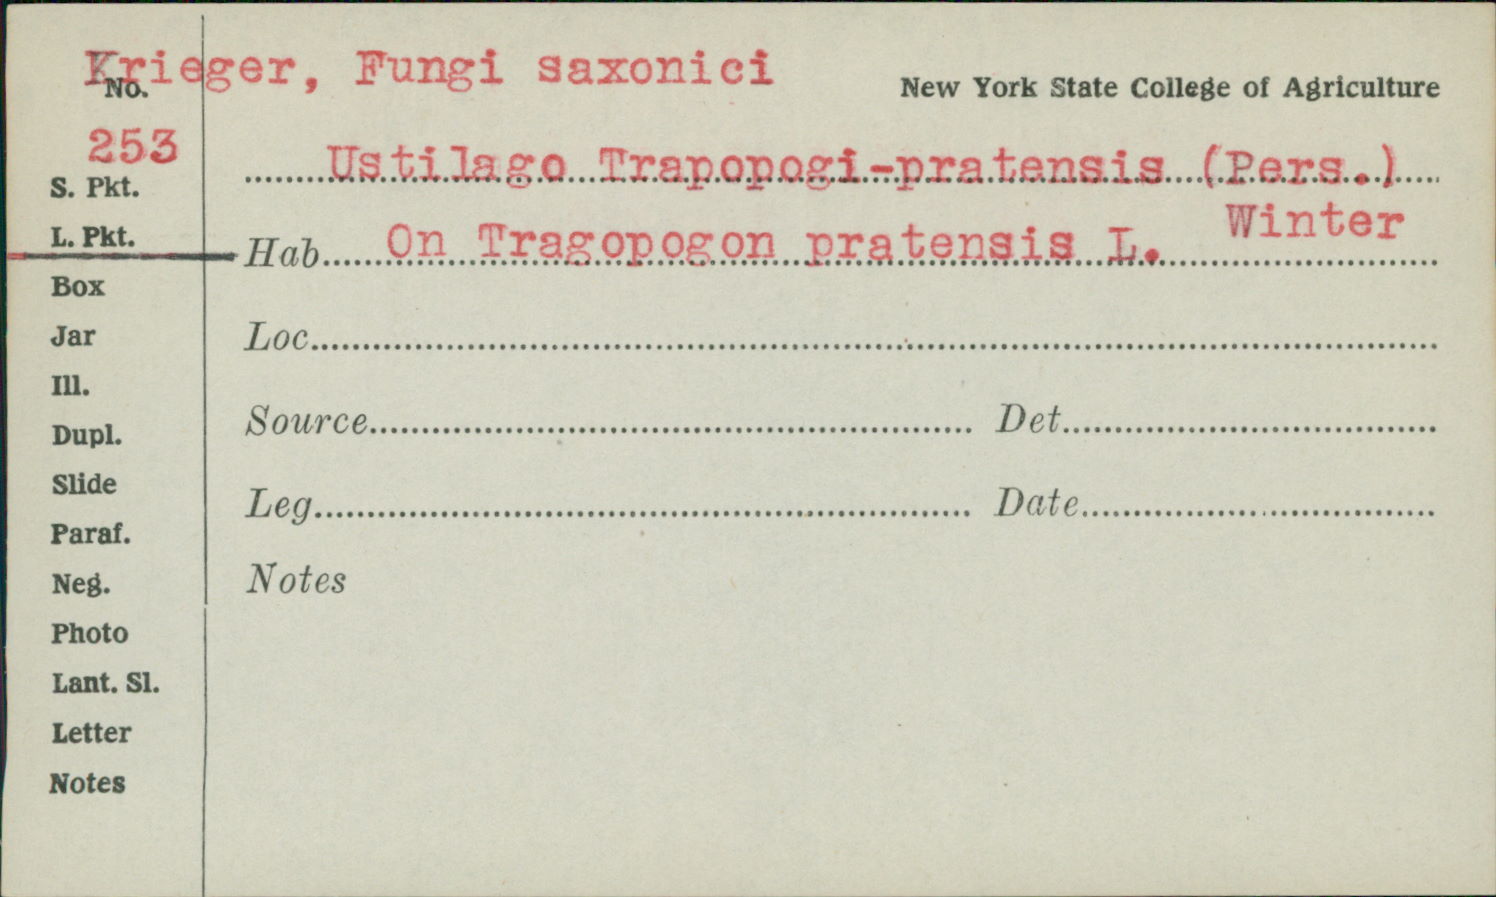 Krieger, Fungi saxonici
No.
New York State College of Agriculture
253
Ustilago Trapopogi-pratensis (Pers.)
Winter
S. Pkt.
L. Pkt.
Hab. On Tragopogon pratensis L.
Box
Jar
Loc.
Ill.
Dupl.
Source Det.
Slide
Leg. Date
Paraf.
Neg.
Notes
Photo
Lant. Sl.
Letter
Notes